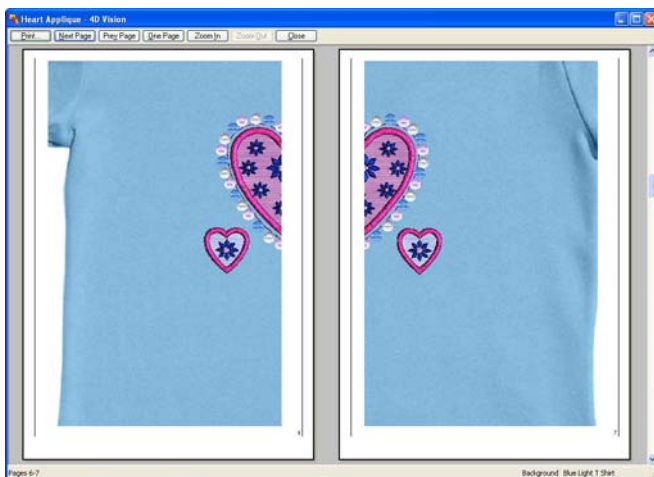 Heart Applique - 4D Vision
Print... Next Page Prev Page One Page Zoom In Zoom Out Close
6 7
Pages 6-7 Background Blue Light T Shirt